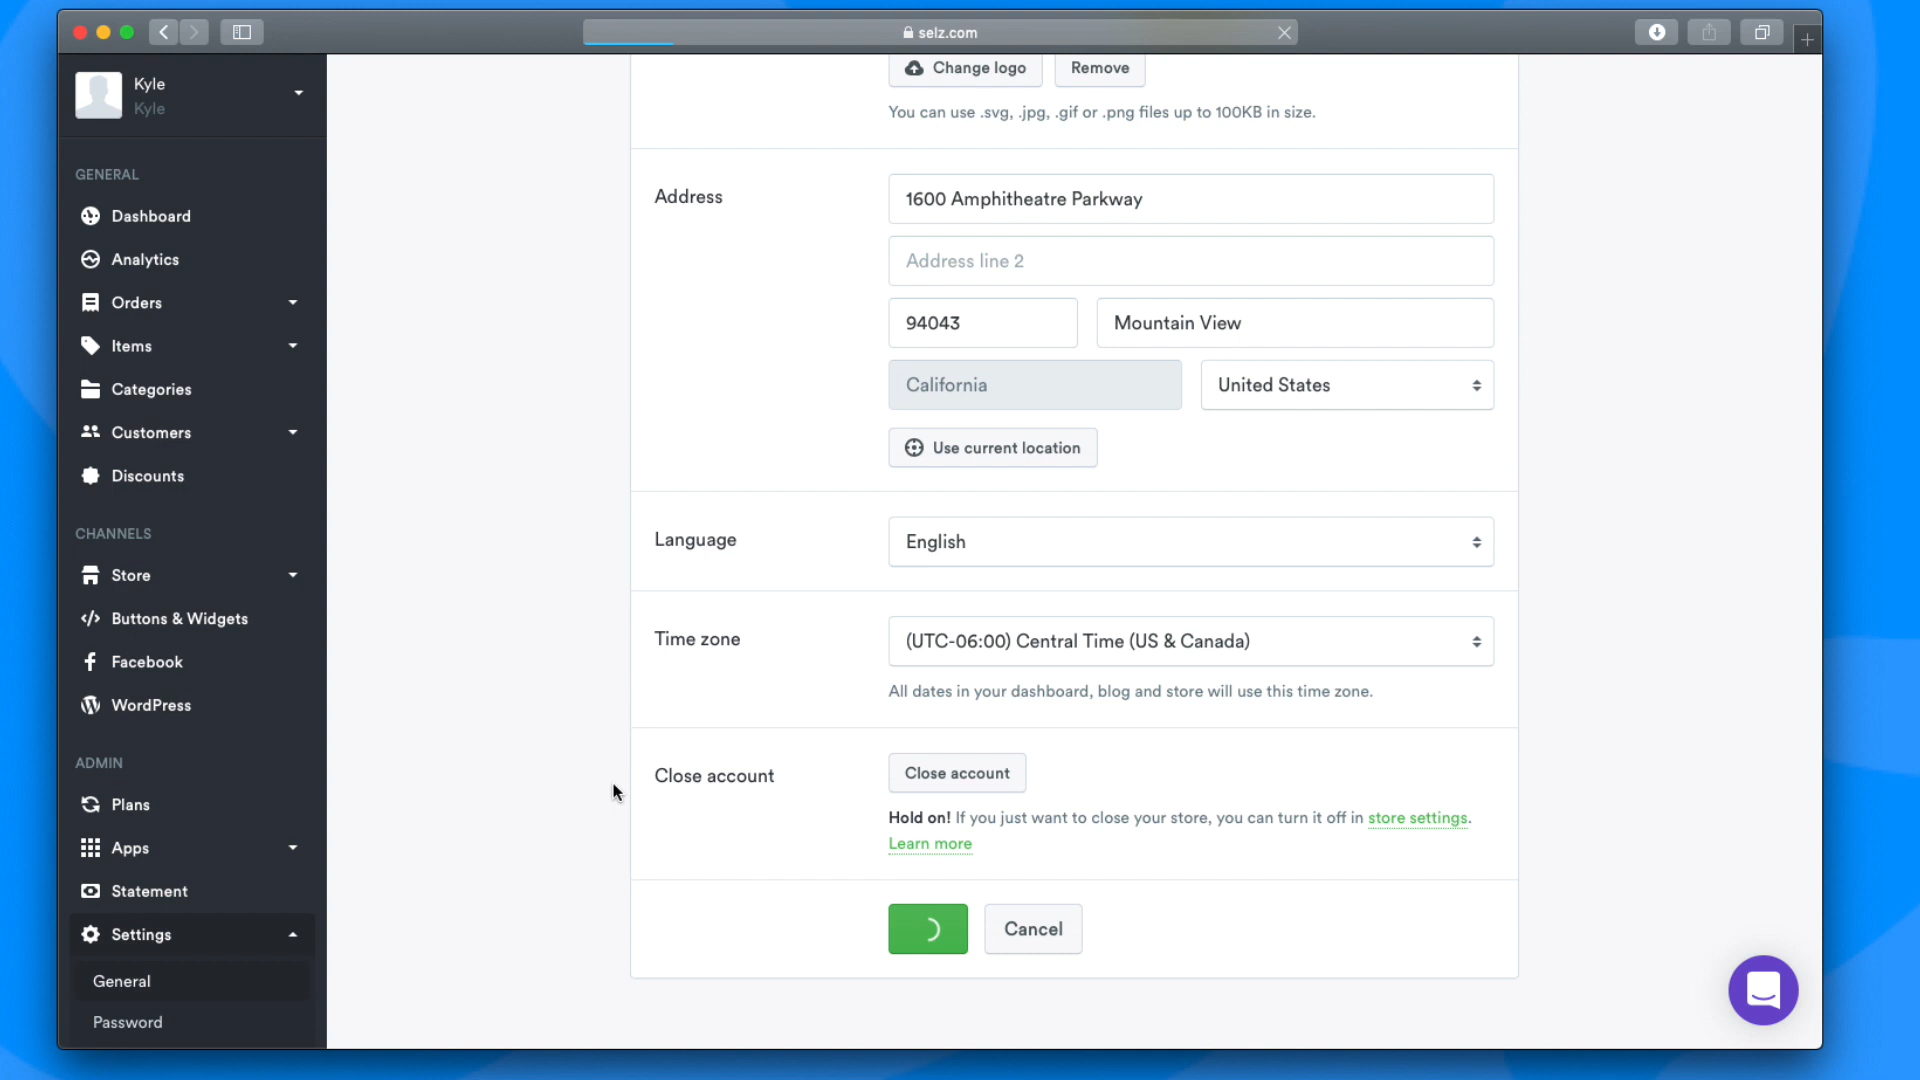 selz.com
Kyle
Kyle
GENERAL
Dashboard
Analytics
Orders
Items
Categories
Customers
Discounts
CHANNELS
Store
Buttons & Widgets
Facebook
WordPress
ADMIN
Plans
Apps
Statement
Settings
General
Password
Change logo
Remove
You can use .svg, .jpg, .gif or .png files up to 100KB in size.
Address
1600 Amphitheatre Parkway
Address line 2
94043
Mountain View
California
United States
Use current location
Language
English
Time zone
(UTC-06:00) Central Time (US & Canada)
All dates in your dashboard, blog and store will use this time zone.
Close account
Close account
Hold on! If you just want to close your store, you can turn it off in store settings.
Learn more
Cancel